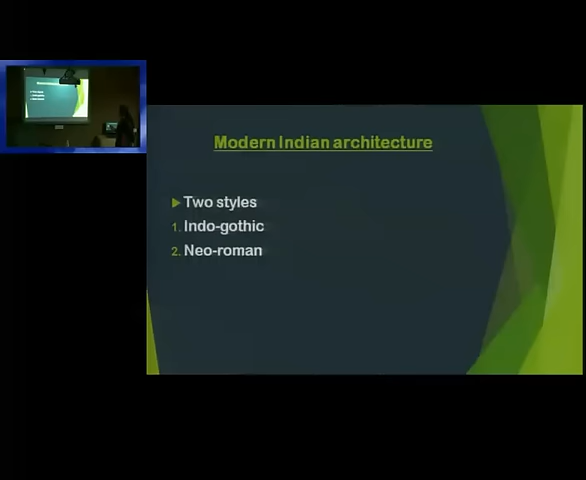 Modern Indian architecture
Two styles
1. Indo-gothic
2. Neo-roman